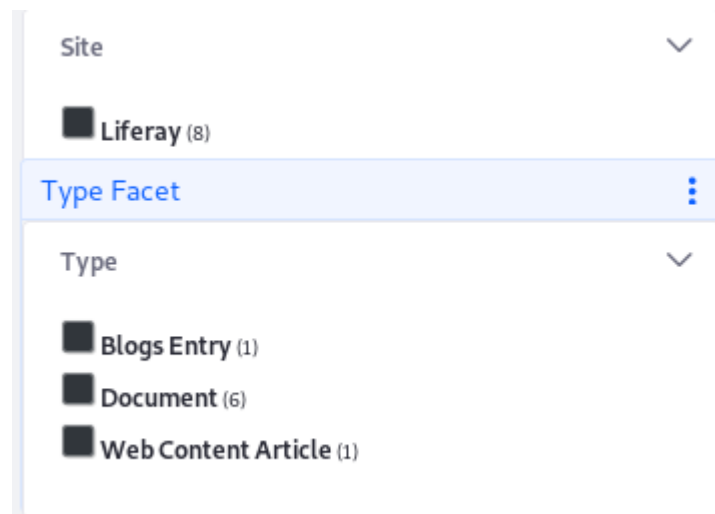 Site
Liferay (8)
Type Facet
Type
Blogs Entry (1)
Document (6)
Web Content Article (1)